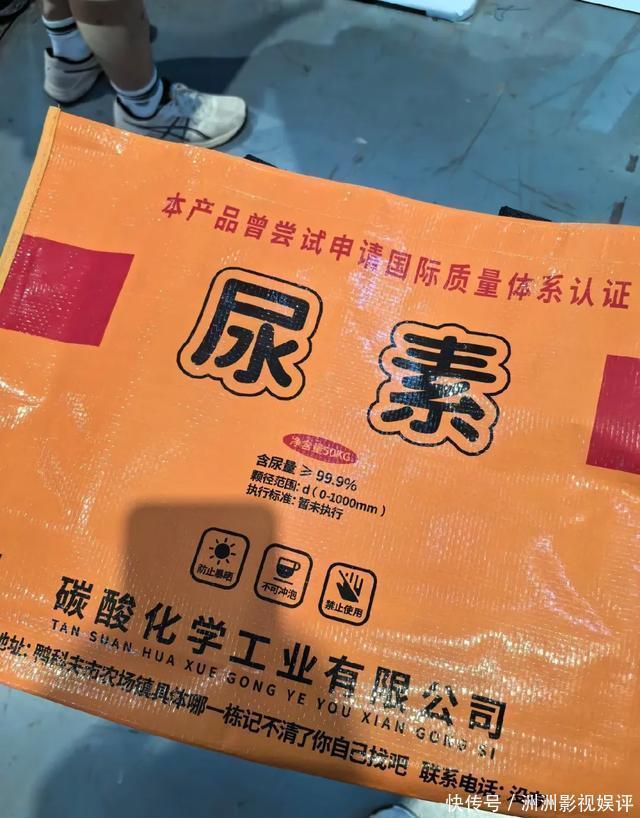 本产品曾尝试申请国际质量体系认证
尿素
净含量50KG
含尿量 ≥ 99.9%
颗径范围: d ( 0-1000mm )
执行标准: 暂未执行
防止暴晒 不可冲泡 禁止使用
碳酸化学工业有限公司
TAN SUAN HUA XUE GONG YE YOU XIAN GONG SI
地址: 鸭科夫市农场镇具体哪一栋记不清了你自己找吧 联系电话: 没
快传号 / 洲洲影视娱评